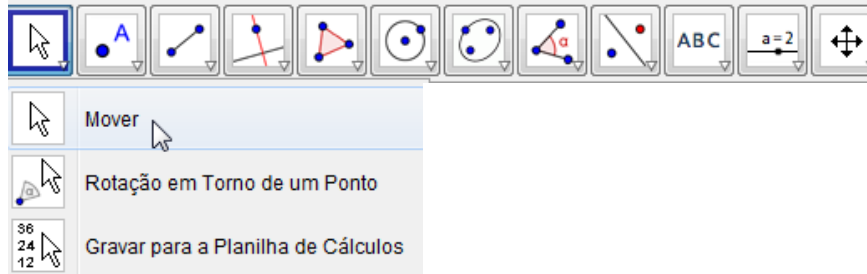 A α ABC a=2
Mover
α Rotação em Torno de um Ponto
36
24
12
Gravar para a Planilha de Cálculos